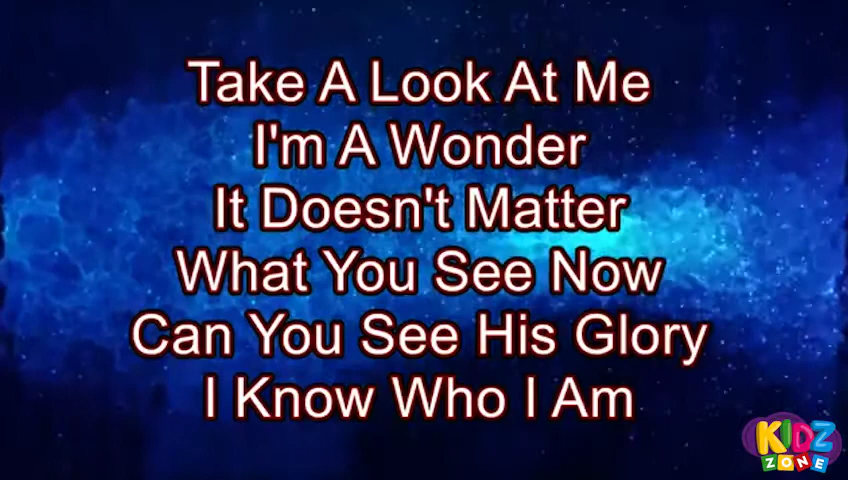 Take A Look At Me
I'm A Wonder
It Doesn't Matter
What You See Now
Can You See His Glory
I Know Who I Am
KIDZ
ZONE